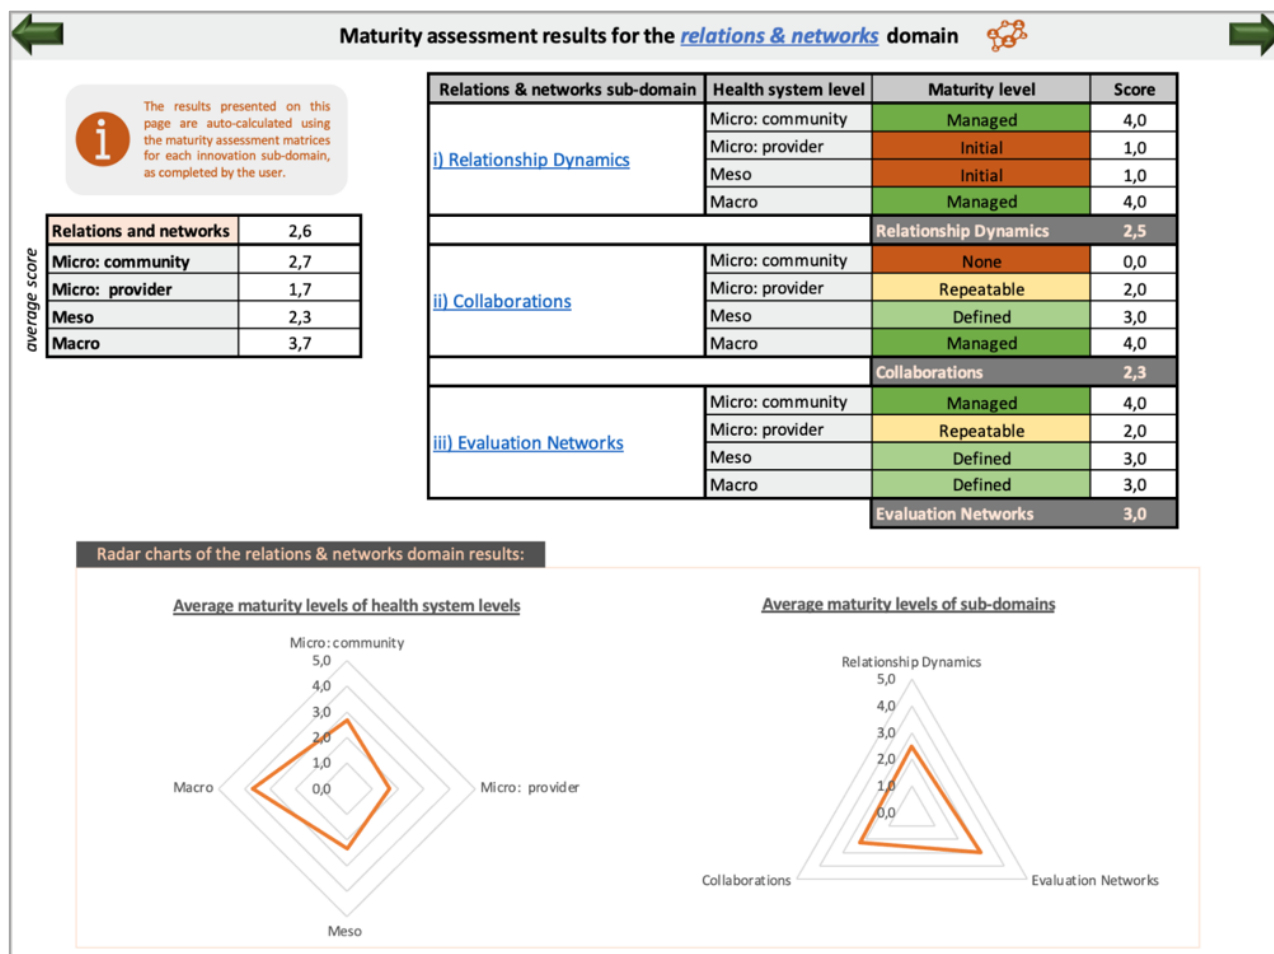 Maturity assessment results for the relations & networks domain
The results presented on this
page are auto-calculated using
the maturity assessment matrices
for each innovation sub-domain,
as completed by the user.
average score
Relations and networks 2,6
Micro: community 2,7
Micro: provider 1,7
Meso 2,3
Macro 3,7
Relations & networks sub-domain Health system level Maturity level Score
i) Relationship Dynamics
Micro: community Managed 4,0
Micro: provider Initial 1,0
Meso Initial 1,0
Macro Managed 4,0
Relationship Dynamics 2,5
ii) Collaborations
Micro: community None 0,0
Micro: provider Repeatable 2,0
Meso Defined 3,0
Macro Managed 4,0
Collaborations 2,3
iii) Evaluation Networks
Micro: community Managed 4,0
Micro: provider Repeatable 2,0
Meso Defined 3,0
Macro Defined 3,0
Evaluation Networks 3,0
Radar charts of the relations & networks domain results:
Average maturity levels of health system levels
Micro: community
5,0
4,0
3,0
2,0
1,0
0,0
Macro
Micro: provider
Meso
Average maturity levels of sub-domains
Relationship Dynamics
5,0
4,0
3,0
2,0
1,0
0,0
Collaborations
Evaluation Networks